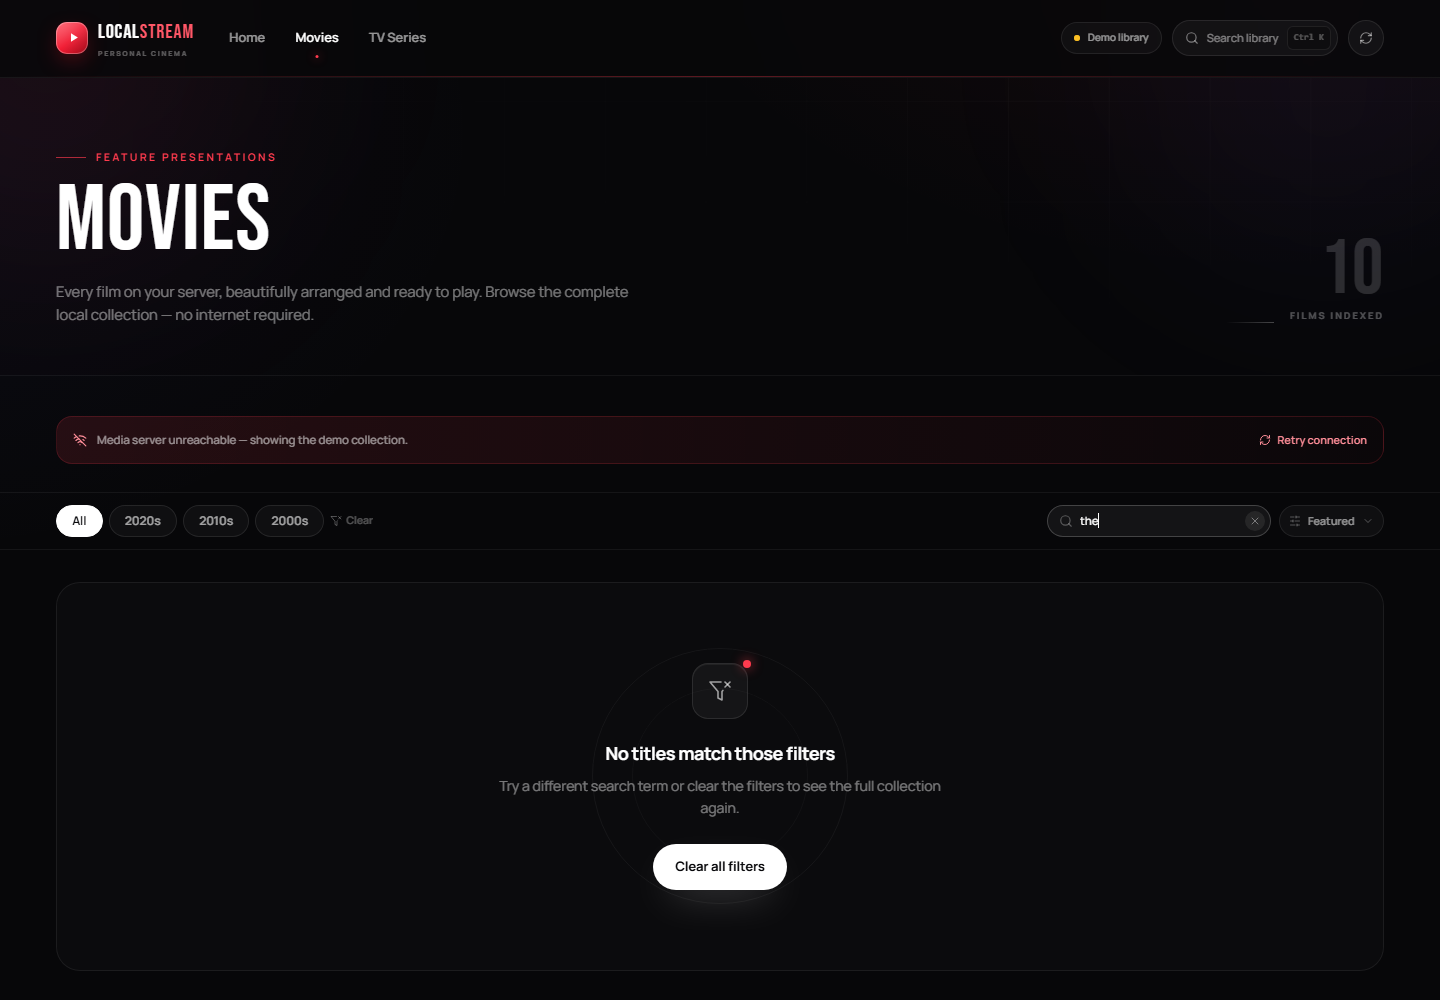 LOCALSTREAM
PERSONAL CINEMA
Home
Movies
TV Series
Demo library
Search library
Ctrl K
FEATURE PRESENTATIONS
MOVIES
Every film on your server, beautifully arranged and ready to play. Browse the complete
local collection — no internet required.
10
FILMS INDEXED
Media server unreachable — showing the demo collection.
Retry connection
All
2020s
2010s
2000s
Clear
the
Featured
No titles match those filters
Try a different search term or clear the filters to see the full collection
again.
Clear all filters